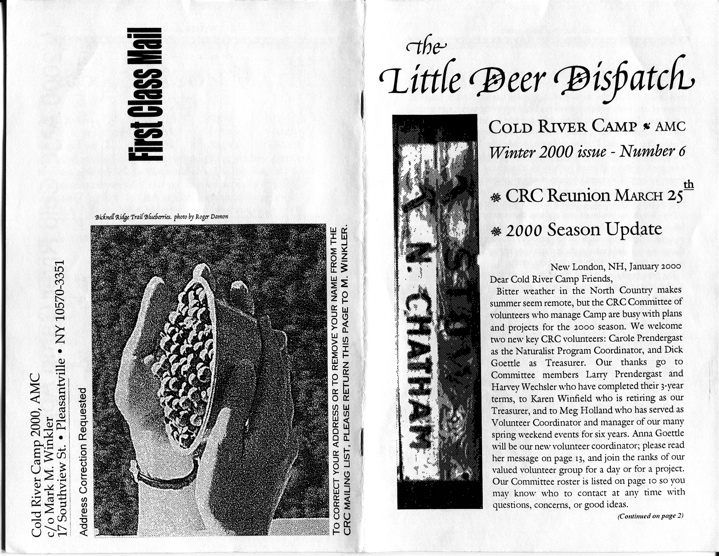 First Class Mail
Bicknell Ridge Trail Blueberries. photo by Roger Damon
TO CORRECT YOUR ADDRESS OR TO REMOVE YOUR NAME FROM THE
CRC MAILING LIST, PLEASE RETURN THIS PAGE TO M. WINKLER.
Cold River Camp 2000, AMC
c/o Mark M. Winkler
17 Southview St. • Pleasantville • NY 10570-3351
Address Correction Requested
the
Little Deer Dispatch
COLD RIVER CAMP AMC
Winter 2000 issue - Number 6
CRC Reunion MARCH 25th
2000 Season Update
N. CHATHAM
New London, NH, January 2000
Dear Cold River Camp Friends,
Bitter weather in the North Country makes
summer seem remote, but the CRC Committee of
volunteers who manage Camp are busy with plans
and projects for the 2000 season. We welcome
two new key CRC volunteers: Carole Prendergast
as the Naturalist Program Coordinator, and Dick
Goettle as Treasurer. Our thanks go to
Committee members Larry Prendergast and
Harvey Wechsler who have completed their 3-year
terms, to Karen Winfield who is retiring as our
Treasurer, and to Meg Holland who has served as
Volunteer Coordinator and manager of our many
spring weekend events for six years. Anna Goettle
will be our new volunteer coordinator; please read
her message on page 13, and join the ranks of our
valued volunteer group for a day or for a project.
Our Committee roster is listed on page 10 so you
may know who to contact at any time with
questions, concerns, or good ideas.
(Continued on page 2)